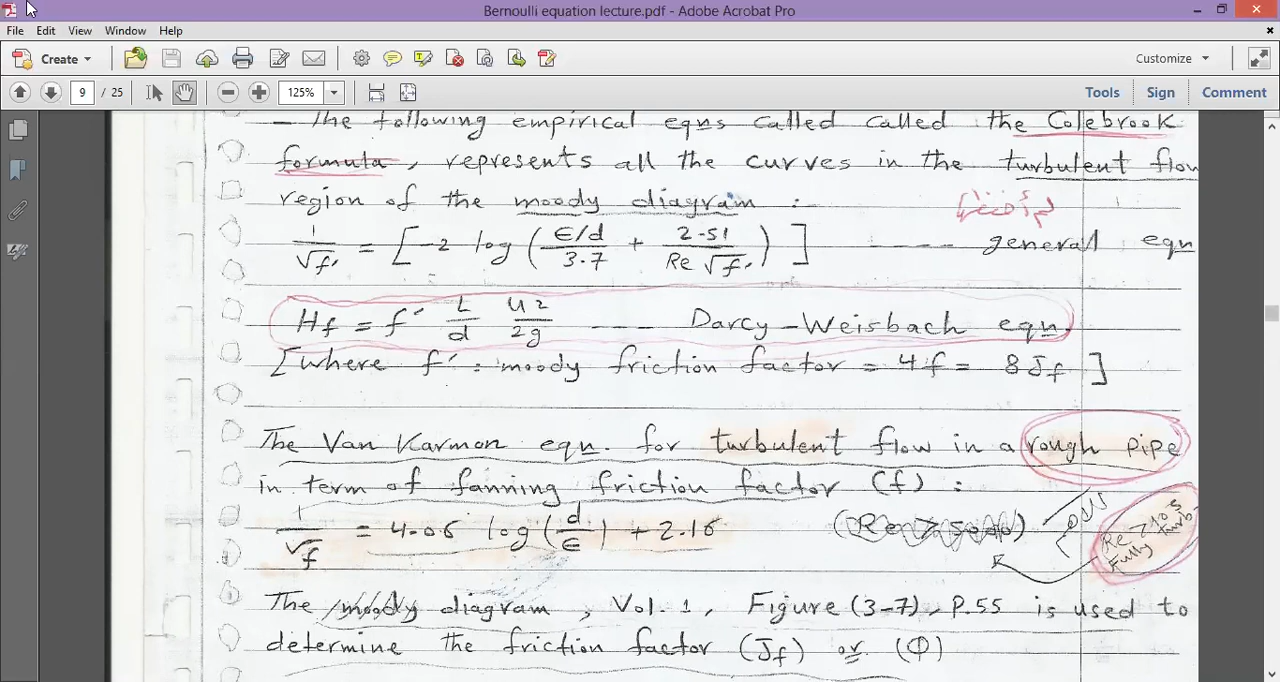 Bernoulli equation lecture.pdf - Adobe Acrobat Pro
File Edit View Window Help
Create Customize
9 / 25 125% Tools Sign Comment
- The following empirical eqns called called the Colebrook
formula, represents all the curves in the turbulent flow
region of the moody diagram :-
1/√f' = [-2 log (ε/d / 3.7 + 2.51 / Re √f')] ---- general eqn
Hf = f' L/d u²/2g ---- Darcy-Weisbach eqn.
[where f' : moody friction factor = 4f = 8Jf ]
The Van Karmon eqn. for turbulent flow in a rough pipe
in term of fanning friction factor (f) :
1/√f = 4.06 log (d/ε) + 2.16
Re > 10^5
Fully turb
The moody diagram, Vol. 1, Figure (3-7), P.55 is used to
determine the friction factor (Jf) or (Φ)